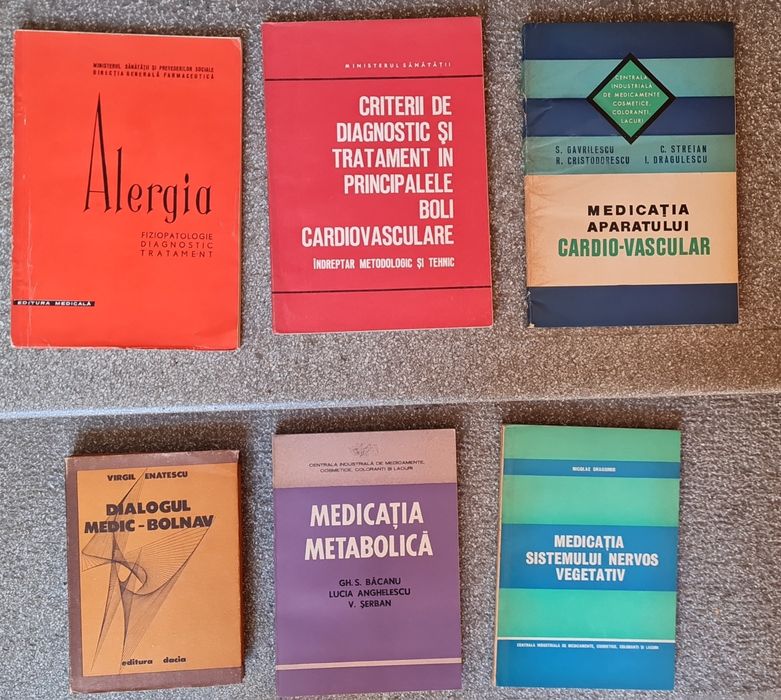 MINISTERUL SĂNĂTĂȚII ȘI PREVEDERILOR SOCIALE
DIRECȚIA GENERALĂ FARMACEUTICĂ
Alergia
FIZIOPATOLOGIE
DIAGNOSTIC
TRATAMENT
EDITURA MEDICALĂ
MINISTERUL SĂNĂTĂȚII
CRITERII DE
DIAGNOSTIC ȘI
TRATAMENT IN
PRINCIPALELE
BOLI
CARDIOVASCULARE
ÎNDREPTAR METODOLOGIC ȘI TEHNIC
CENTRALA
INDUSTRIALĂ
DE MEDICAMENTE
COSMETICE,
COLORANȚI,
LACURI
S. GAVRILESCU C. STREIAN
R. CRISTODORESCU I. DRAGULESCU
MEDICAȚIA
APARATULUI
CARDIO-VASCULAR
VIRGIL ENATESCU
DIALOGUL
MEDIC-BOLNAV
editura dacia
CENTRALA INDUSTRIALĂ DE MEDICAMENTE,
COSMETICE, COLORANȚI ȘI LACURI
MEDICAȚIA
METABOLICĂ
GH. S. BĂCANU
LUCIA ANGHELESCU
V. ȘERBAN
NICOLAE DRAGOMIR
MEDICAȚIA
SISTEMULUI NERVOS
VEGETATIV
CENTRALA INDUSTRIALĂ DE MEDICAMENTE, COSMETICE, COLORANȚI ȘI LACURI